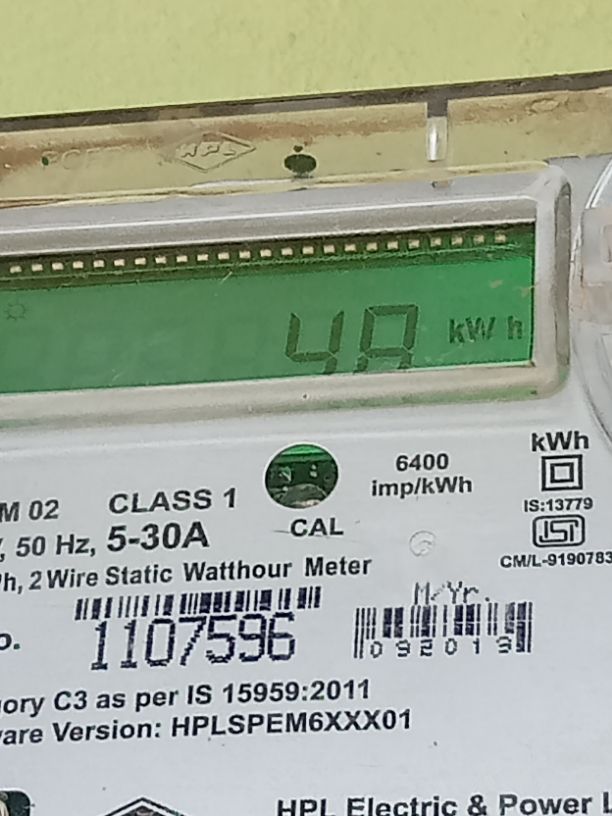 HPL
48 kWh
kWh
6400
imp/kWh
IS:13779
M 02 CLASS 1
CAL
, 50 Hz, 5-30A
CM/L-9190783
h, 2 Wire Static Watthour Meter
M/Yr.
o. 1107596
092019
ory C3 as per IS 15959:2011
are Version: HPLSPEM6XXX01
HPL Electric & Power L